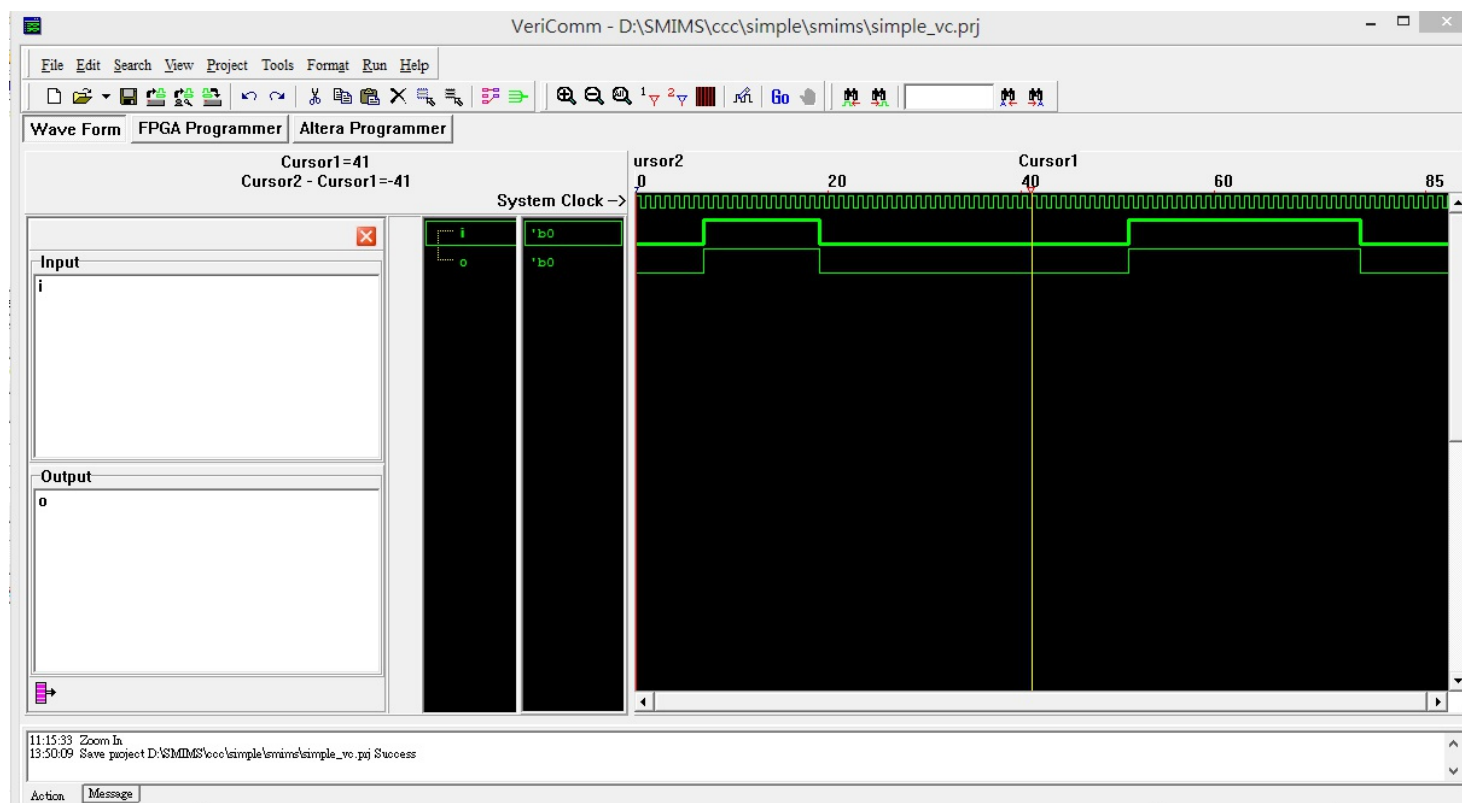 VeriComm - D:\SMIMS\ccc\simple\smims\simple_vc.prj
File Edit Search View Project Tools Format Run Help
1 2 Go
Wave Form FPGA Programmer Altera Programmer
Cursor1=41
Cursor2 - Cursor1=-41
ursor2 Cursor1
0 20 40 60 85
System Clock -->
i 'b0
o 'b0
Input
i
Output
o
11:15:33 Zoom In
13:50:09 Save project D:\SMIMS\ccc\simple\smims\simple_vc.prj Success
Action Message